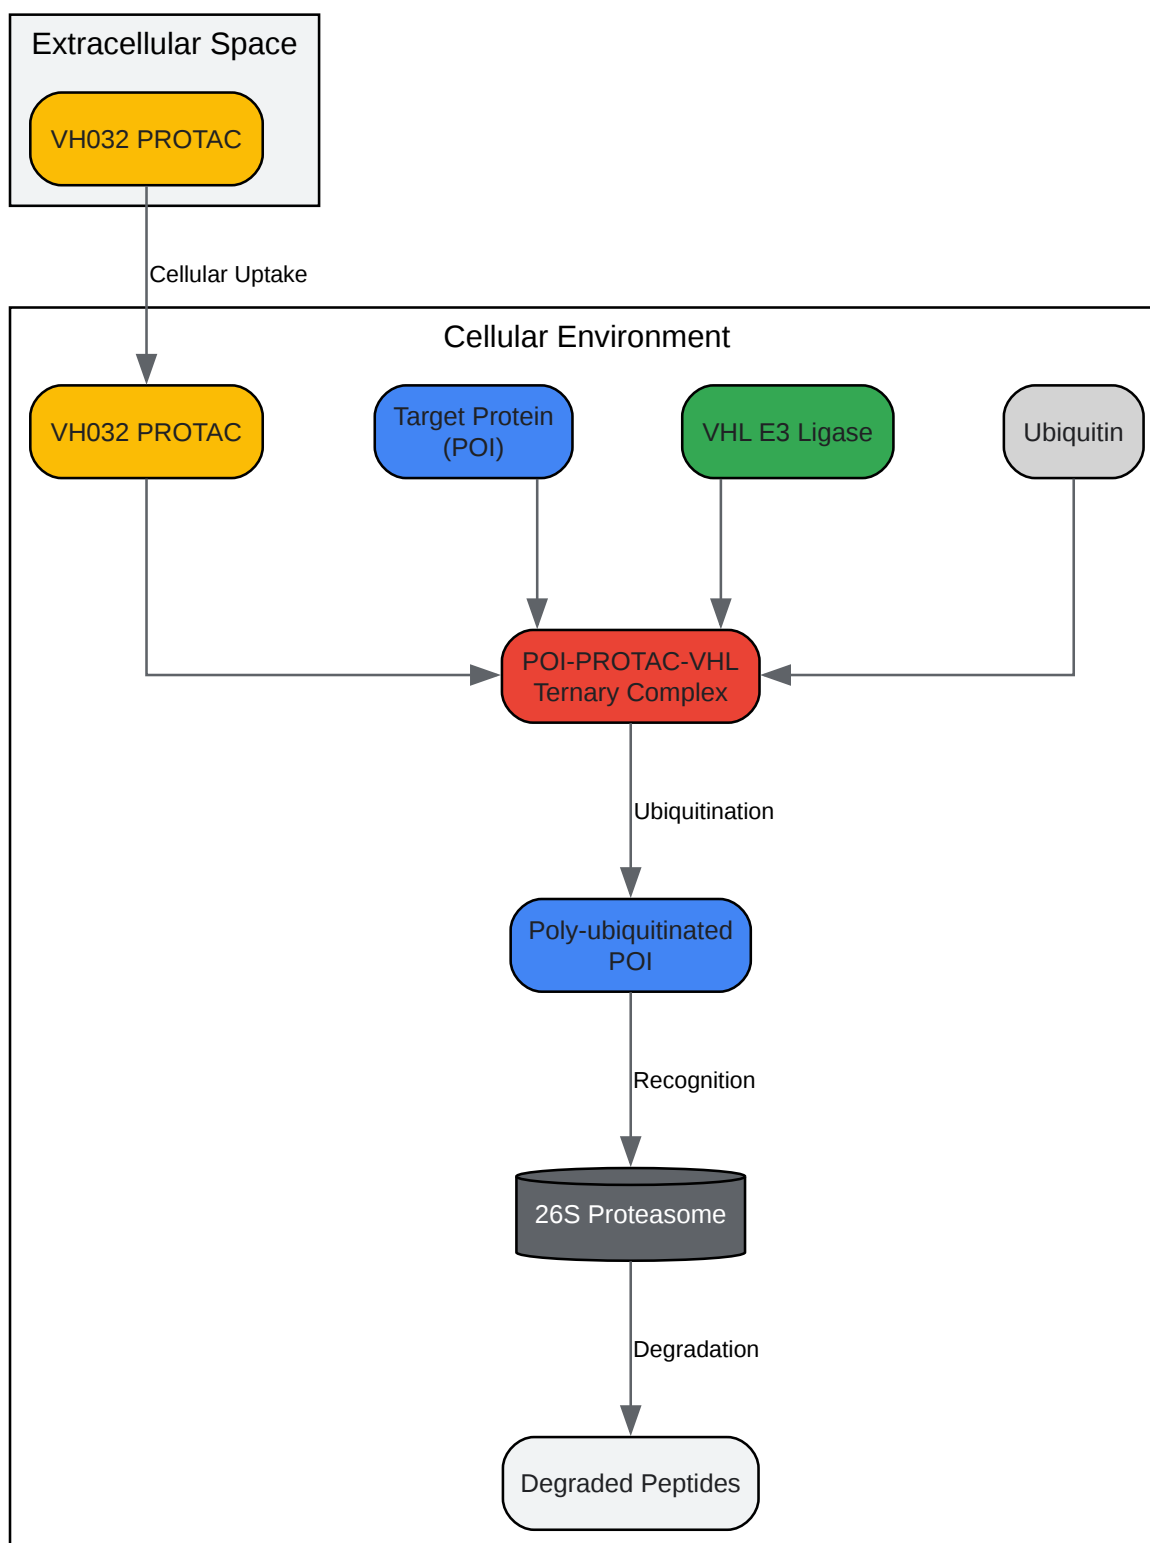 Extracellular Space
VH032 PROTAC
Cellular Uptake
Cellular Environment
VH032 PROTAC
Target Protein
(POI)
VHL E3 Ligase
Ubiquitin
POI-PROTAC-VHL
Ternary Complex
Ubiquitination
Poly-ubiquitinated
POI
Recognition
26S Proteasome
Degradation
Degraded Peptides